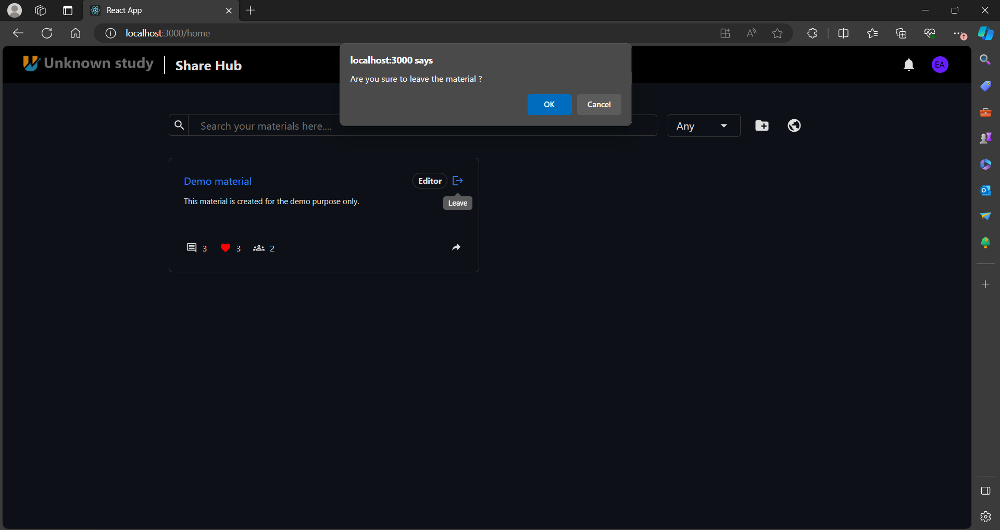 React App
localhost:3000/home
Unknown study
Share Hub
EA
localhost:3000 says
Are you sure to leave the material ?
OK
Cancel
Search your materials here....
Any
Demo material
Editor
This material is created for the demo purpose only.
Leave
3
3
2